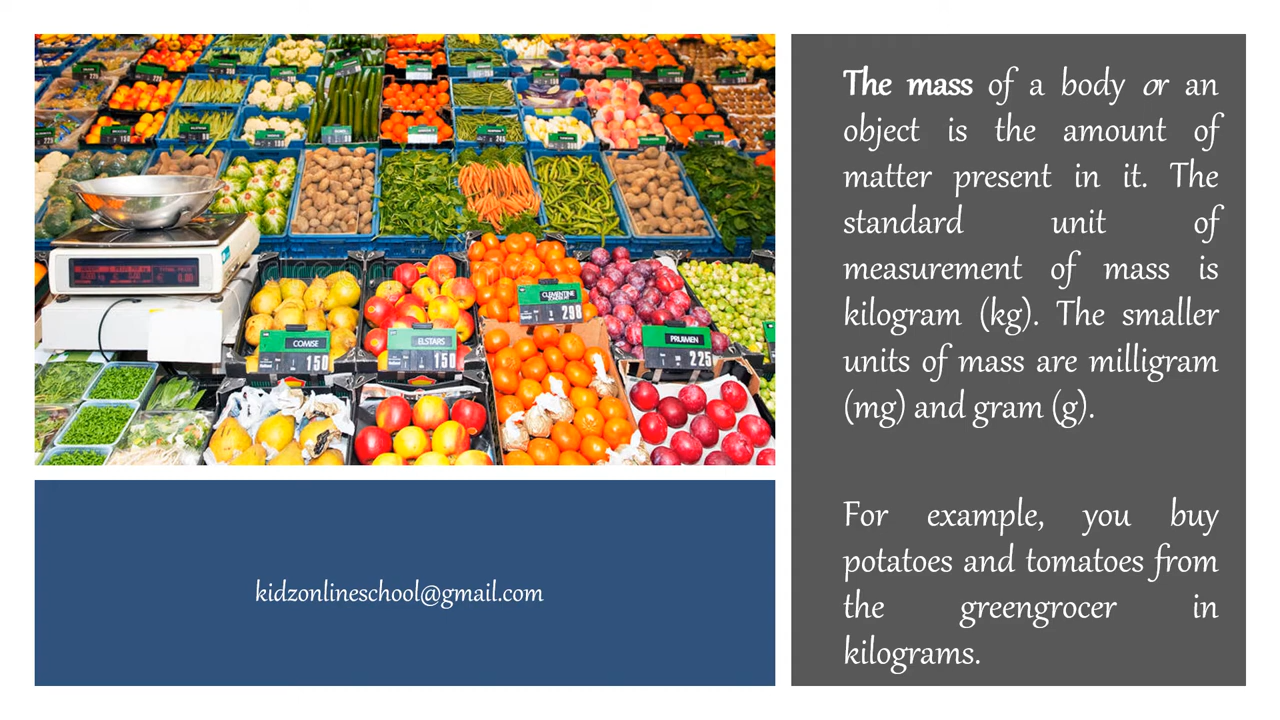 The mass of a body or an
object is the amount of
matter present in it. The
standard unit of
measurement of mass is
kilogram (kg). The smaller
units of mass are milligram
(mg) and gram (g).
For example, you buy
potatoes and tomatoes from
the greengrocer in
kilograms.
COMISE
150
ELSTARS
150
CLEMENTINE
298
PRUIMEN
225
kidzonlineschool@gmail.com